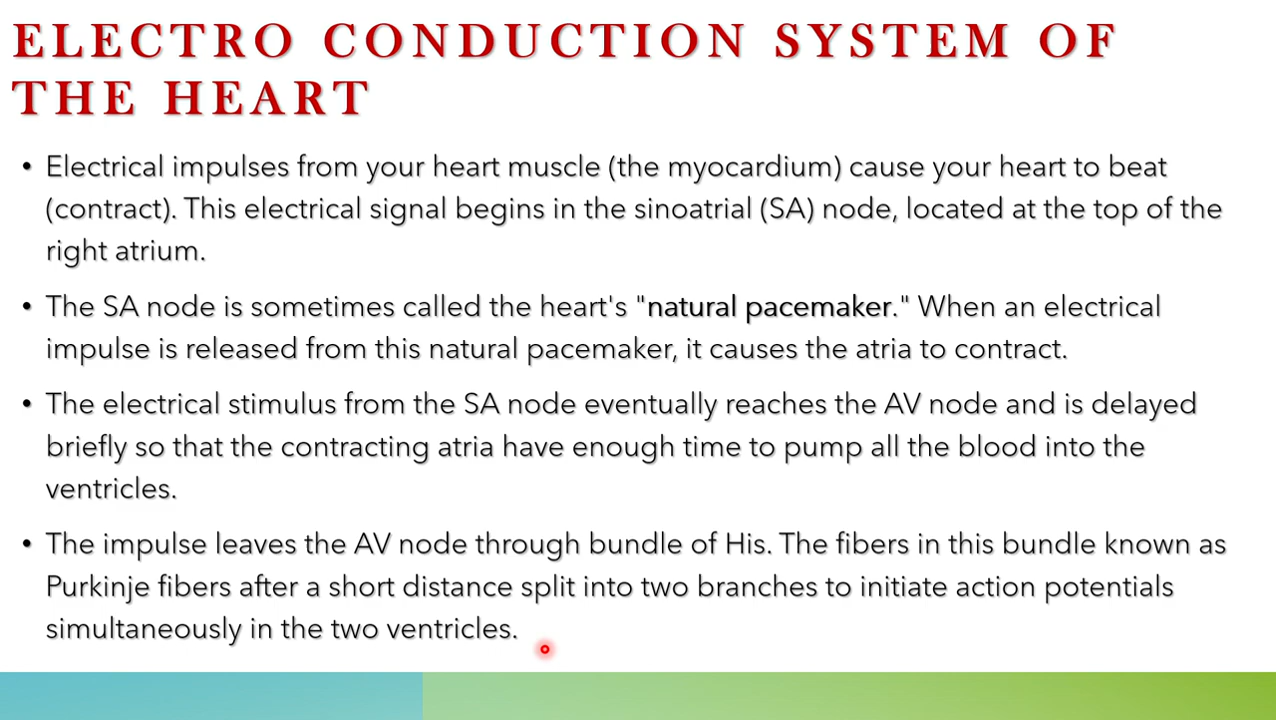 ELECTRO CONDUCTION SYSTEM OF
THE HEART
• Electrical impulses from your heart muscle (the myocardium) cause your heart to beat
(contract). This electrical signal begins in the sinoatrial (SA) node, located at the top of the
right atrium.
• The SA node is sometimes called the heart's "natural pacemaker." When an electrical
impulse is released from this natural pacemaker, it causes the atria to contract.
• The electrical stimulus from the SA node eventually reaches the AV node and is delayed
briefly so that the contracting atria have enough time to pump all the blood into the
ventricles.
• The impulse leaves the AV node through bundle of His. The fibers in this bundle known as
Purkinje fibers after a short distance split into two branches to initiate action potentials
simultaneously in the two ventricles.